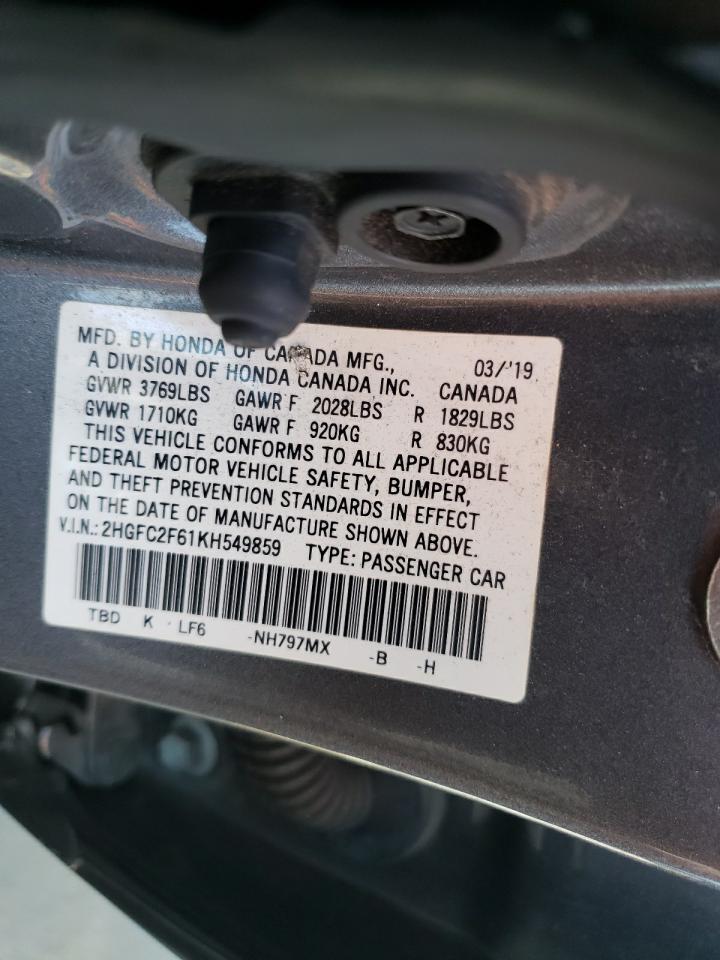 MFD. BY HONDA OF CANADA MFG., 03/'19
A DIVISION OF HONDA CANADA INC. CANADA
GVWR 3769LBS GAWR F 2028LBS R 1829LBS
GVWR 1710KG GAWR F 920KG R 830KG
THIS VEHICLE CONFORMS TO ALL APPLICABLE
FEDERAL MOTOR VEHICLE SAFETY, BUMPER,
AND THEFT PREVENTION STANDARDS IN EFFECT
ON THE DATE OF MANUFACTURE SHOWN ABOVE.
V.I.N.: 2HGFC2F61KH549859 TYPE: PASSENGER CAR
TBD K LF6 -NH797MX -B -H